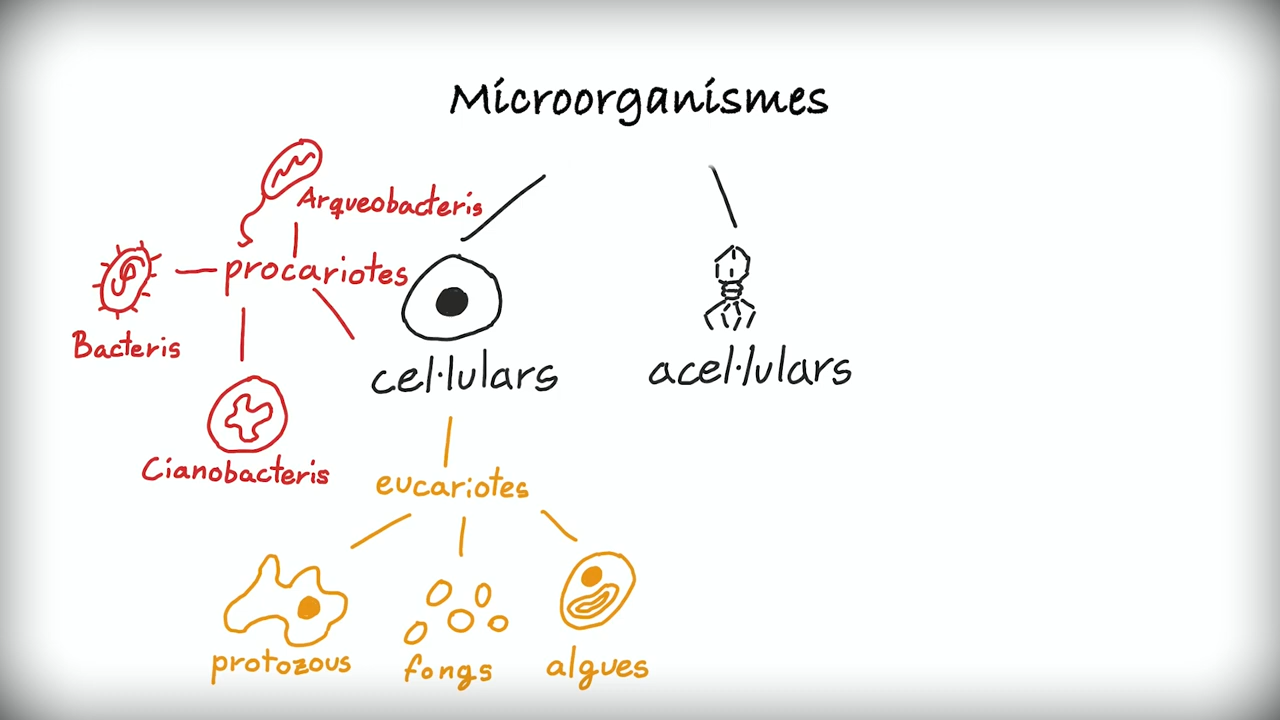 Microorganismes
Arqueobacteris
procariotes
Bacteris
cel·lulars
acel·lulars
Cianobacteris
eucariotes
protozous
fongs
algues